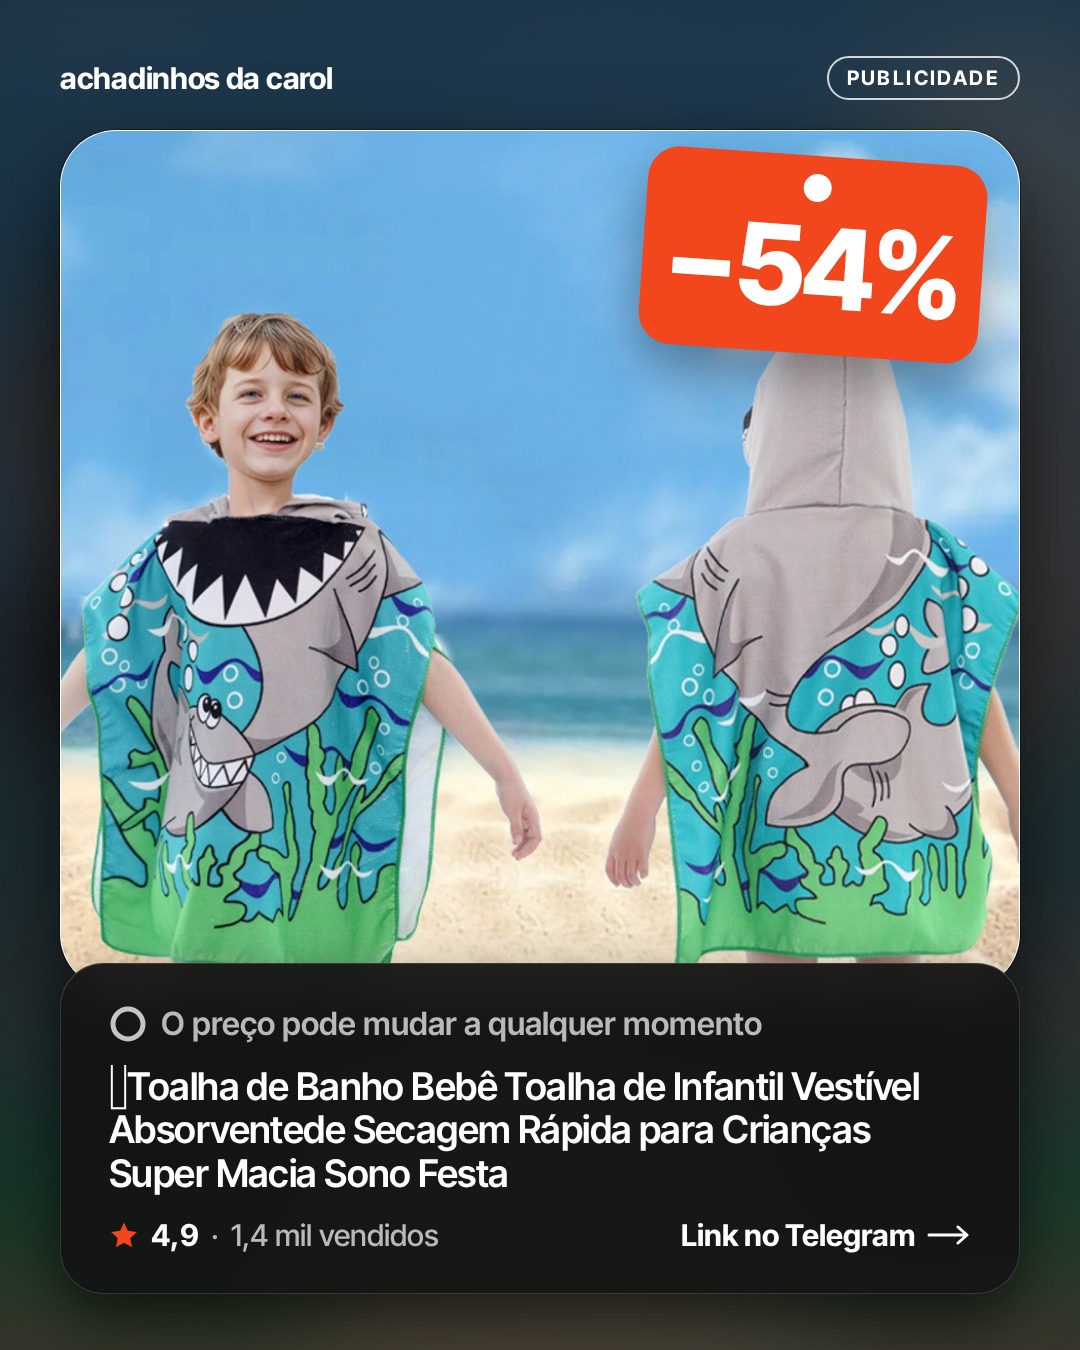 achadinhos da carol
PUBLICIDADE
−54%
O preço pode mudar a qualquer momento
Toalha de Banho Bebê Toalha de Infantil Vestível
Absorventede Secagem Rápida para Crianças
Super Macia Sono Festa
4,9 · 1,4 mil vendidos
Link no Telegram →